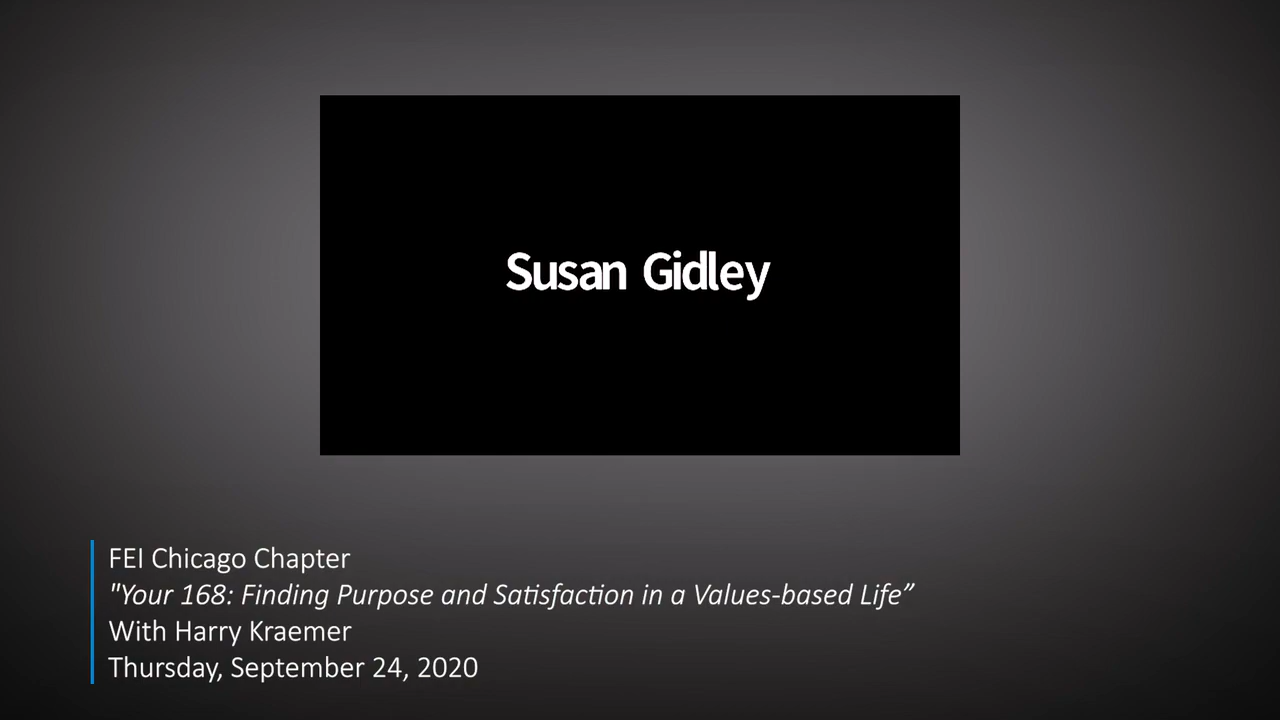 Susan Gidley
FEI Chicago Chapter
"Your 168: Finding Purpose and Satisfaction in a Values-based Life”
With Harry Kraemer
Thursday, September 24, 2020